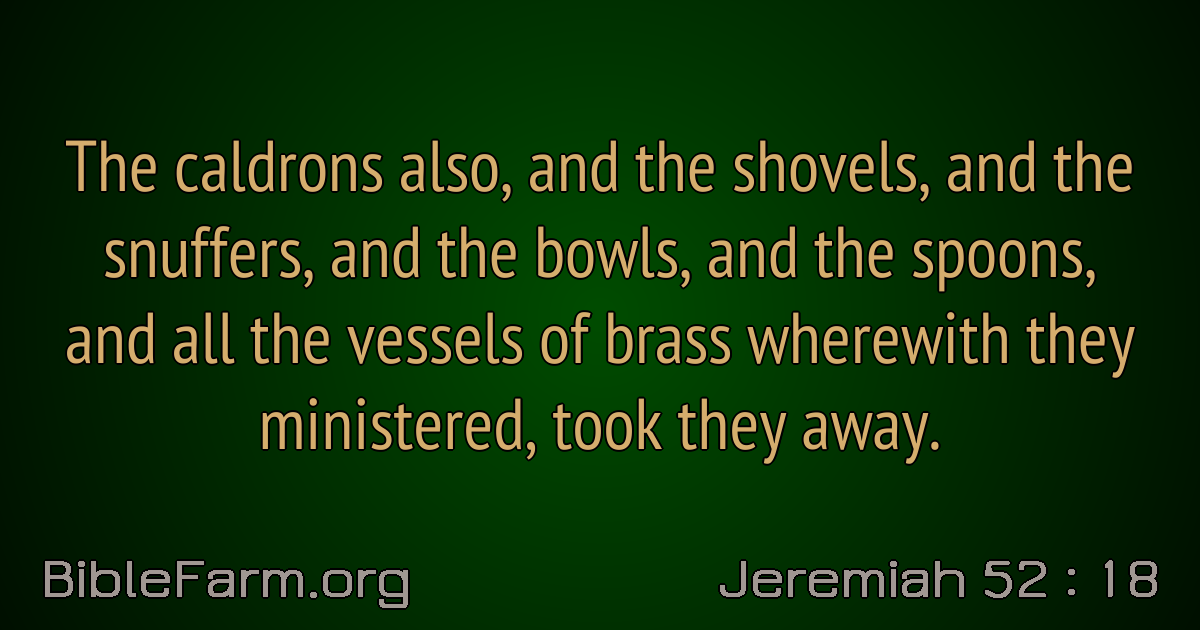 The caldrons also, and the shovels, and the
snuffers, and the bowls, and the spoons,
and all the vessels of brass wherewith they
ministered, took they away.
BibleFarm.org
Jeremiah 52 : 18